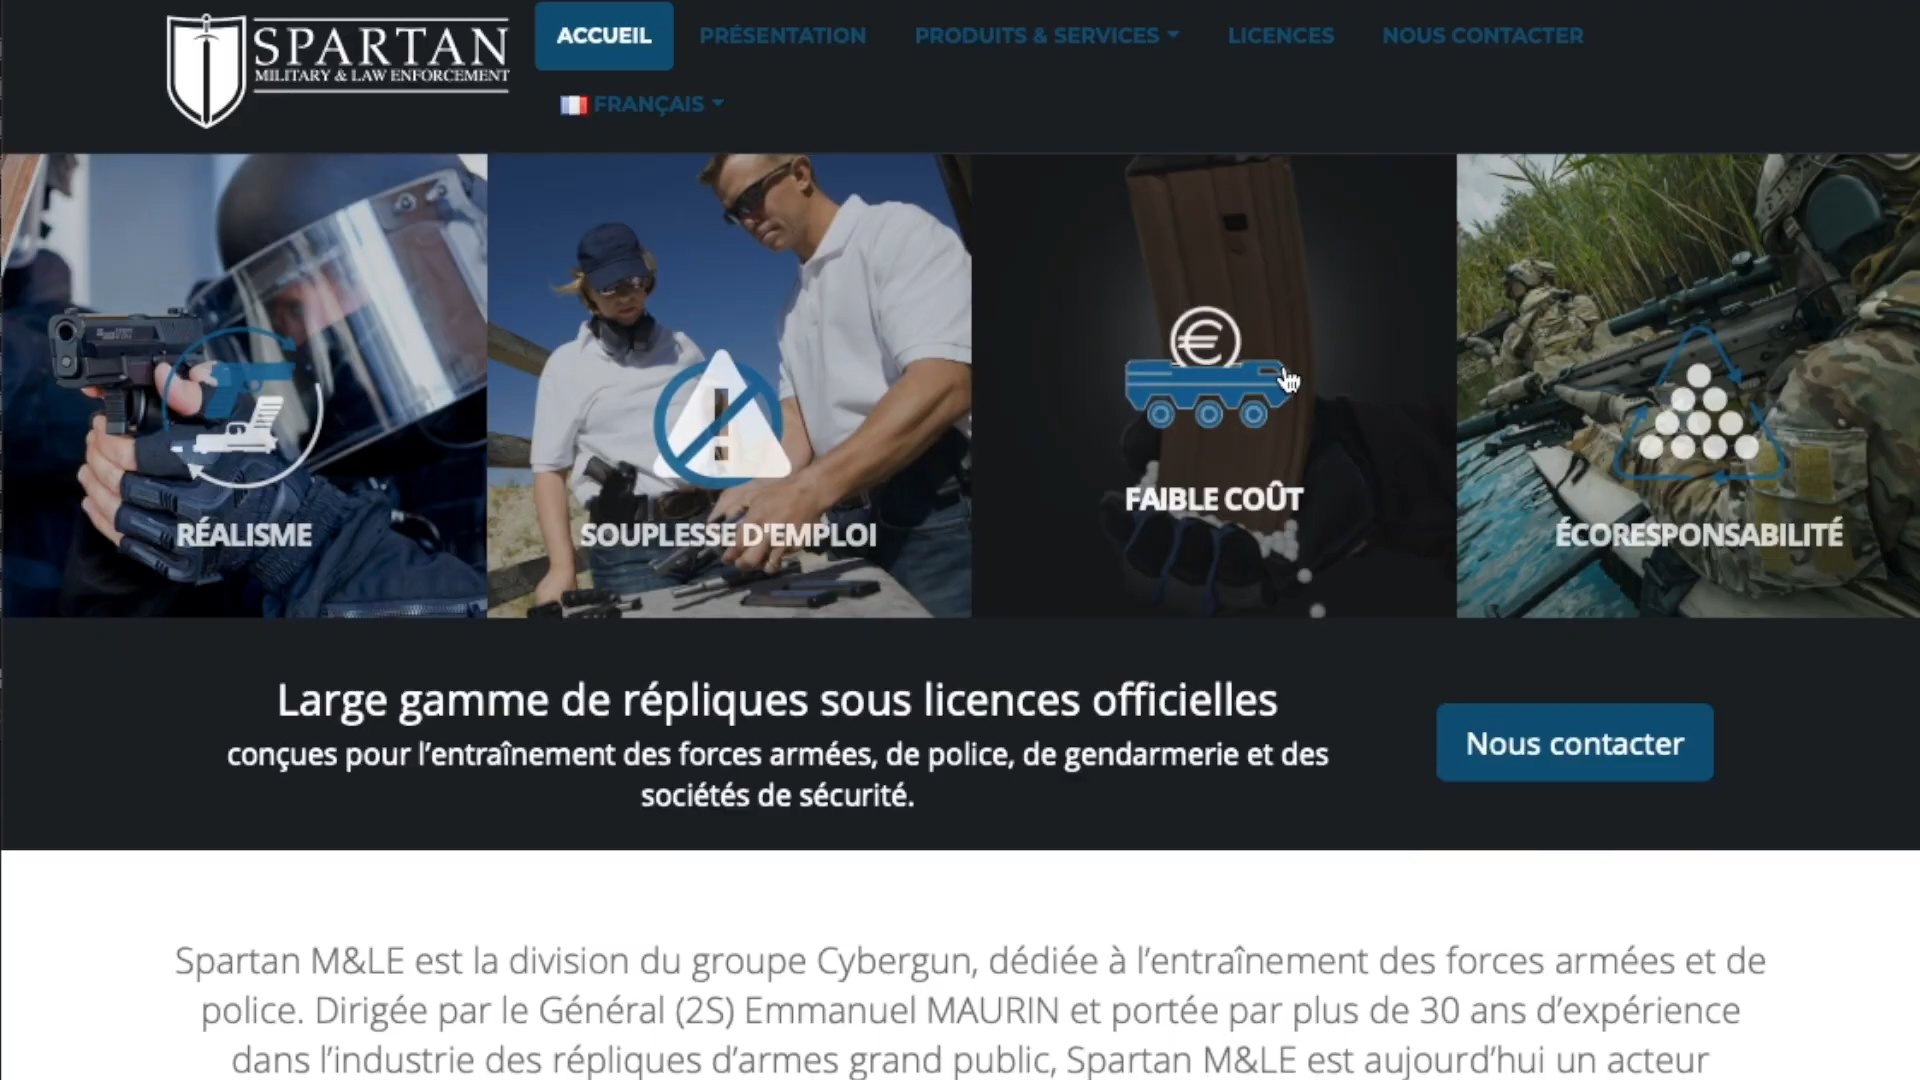 SPARTAN
MILITARY & LAW ENFORCEMENT
ACCUEIL
PRÉSENTATION
PRODUITS & SERVICES
LICENCES
NOUS CONTACTER
FRANÇAIS
RÉALISME
SOUPLESSE D'EMPLOI
€
FAIBLE COÛT
ÉCORESPONSABILITÉ
Large gamme de répliques sous licences officielles
conçues pour l’entraînement des forces armées, de police, de gendarmerie et des
sociétés de sécurité.
Nous contacter
Spartan M&LE est la division du groupe Cybergun, dédiée à l’entraînement des forces armées et de
police. Dirigée par le Général (2S) Emmanuel MAURIN et portée par plus de 30 ans d’expérience
dans l’industrie des répliques d’armes grand public, Spartan M&LE est aujourd’hui un acteur